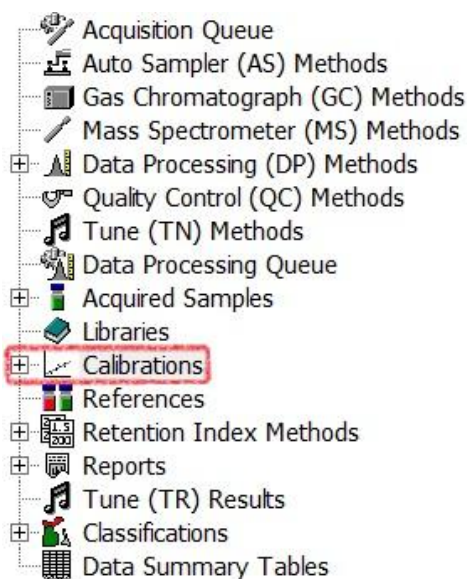 Acquisition Queue
Auto Sampler (AS) Methods
Gas Chromatograph (GC) Methods
Mass Spectrometer (MS) Methods
Data Processing (DP) Methods
Quality Control (QC) Methods
Tune (TN) Methods
Data Processing Queue
Acquired Samples
Libraries
Calibrations
References
Retention Index Methods
Reports
Tune (TR) Results
Classifications
Data Summary Tables